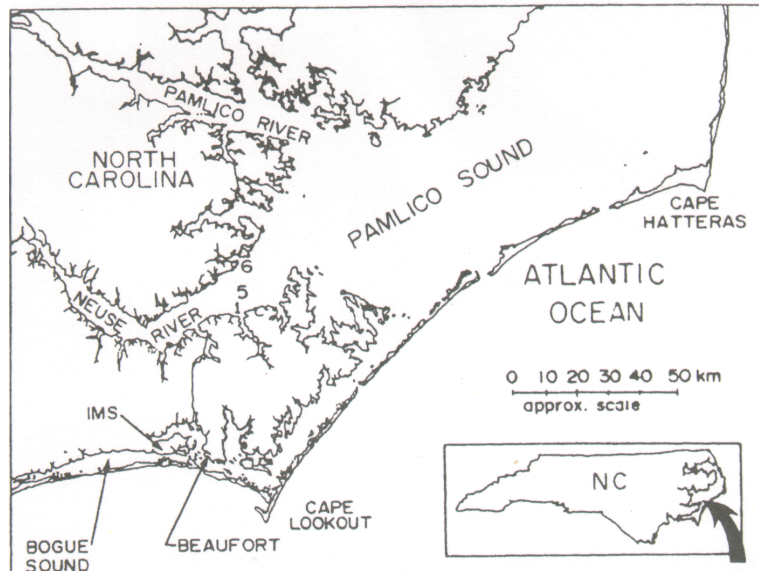 PAMLICO RIVER
NORTH
CAROLINA
PAMLICO SOUND
CAPE
HATTERAS
6
5
ATLANTIC
OCEAN
NEUSE
RIVER
0 10 20 30 40 50 km
approx. scale
IMS
NC
CAPE
LOOKOUT
BEAUFORT
BOGUE
SOUND